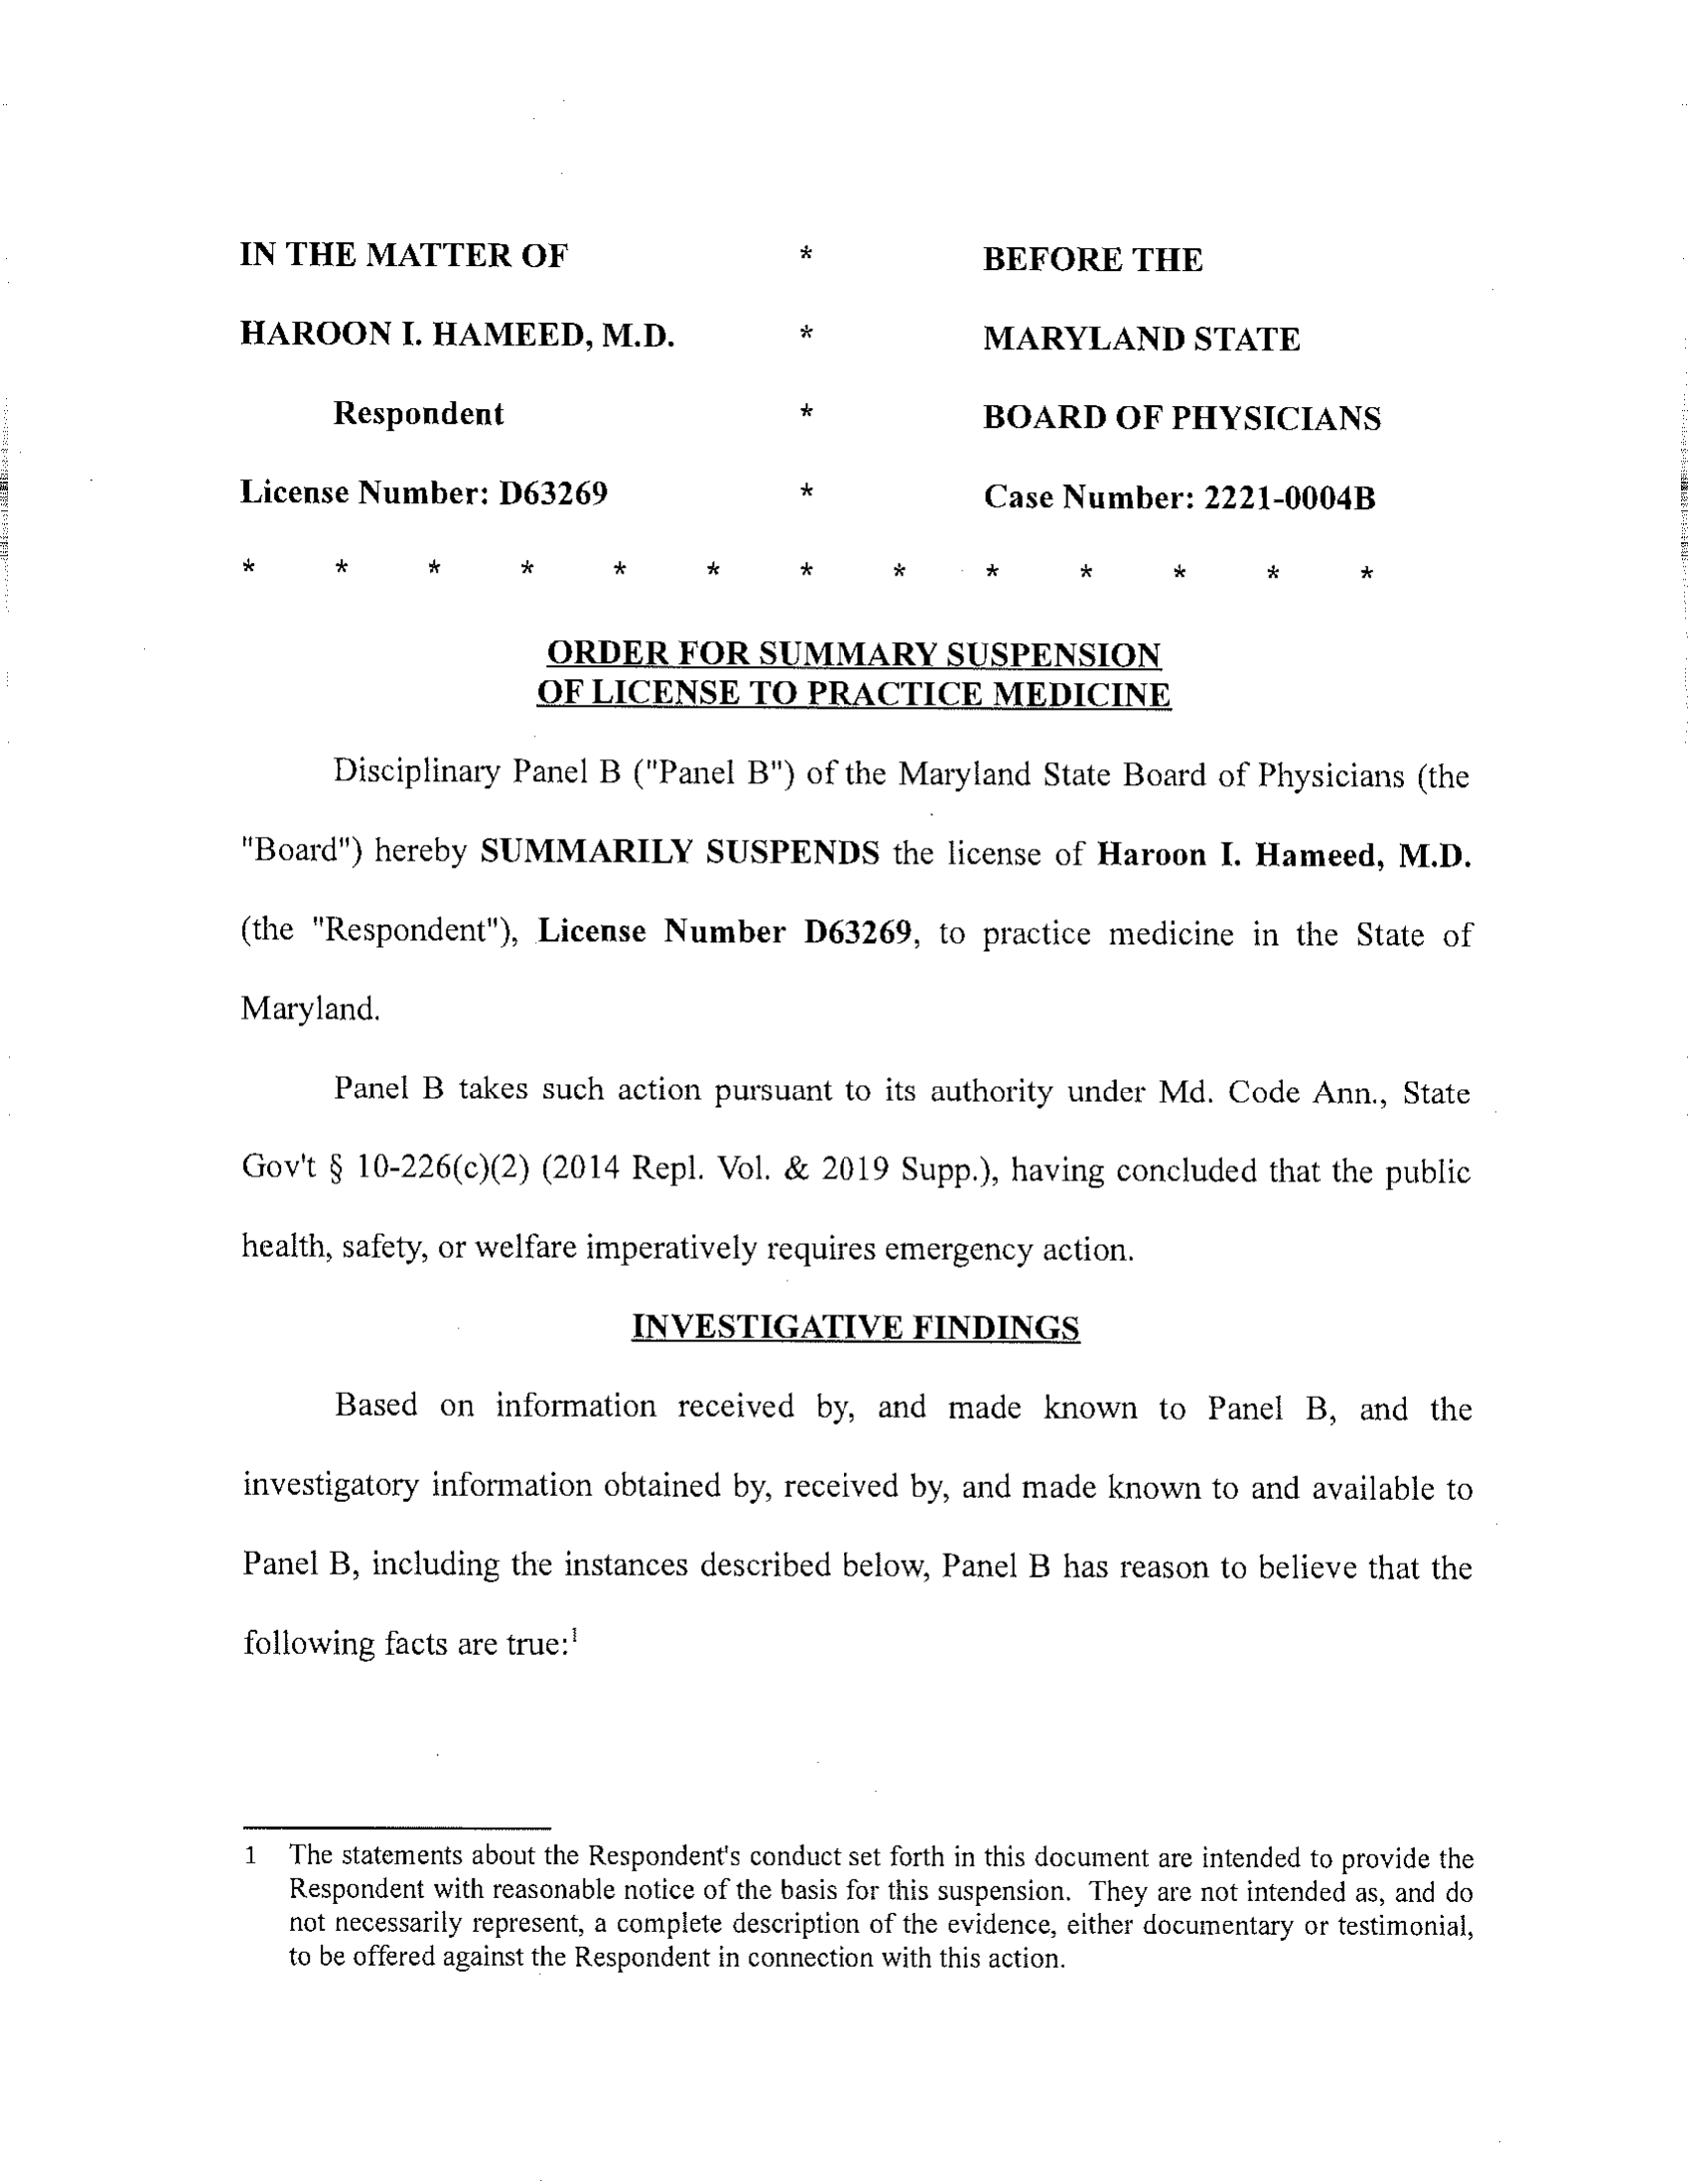 IN THE MATTER OF * BEFORE THE
HAROON I. HAMEED, M.D. * MARYLAND STATE
Respondent * BOARD OF PHYSICIANS
License Number: D63269 * Case Number: 2221-0004B
* * * * * * * * * * * * *
ORDER FOR SUMMARY SUSPENSION
OF LICENSE TO PRACTICE MEDICINE
Disciplinary Panel B ("Panel B") of the Maryland State Board of Physicians (the
"Board") hereby SUMMARILY SUSPENDS the license of Haroon I. Hameed, M.D.
(the "Respondent"), License Number D63269, to practice medicine in the State of
Maryland.
Panel B takes such action pursuant to its authority under Md. Code Ann., State
Gov't § 10-226(c)(2) (2014 Repl. Vol. & 2019 Supp.), having concluded that the public
health, safety, or welfare imperatively requires emergency action.
INVESTIGATIVE FINDINGS
Based on information received by, and made known to Panel B, and the
investigatory information obtained by, received by, and made known to and available to
Panel B, including the instances described below, Panel B has reason to believe that the
following facts are true:1
1 The statements about the Respondent's conduct set forth in this document are intended to provide the
Respondent with reasonable notice of the basis for this suspension. They are not intended as, and do
not necessarily represent, a complete description of the evidence, either documentary or testimonial,
to be offered against the Respondent in connection with this action.